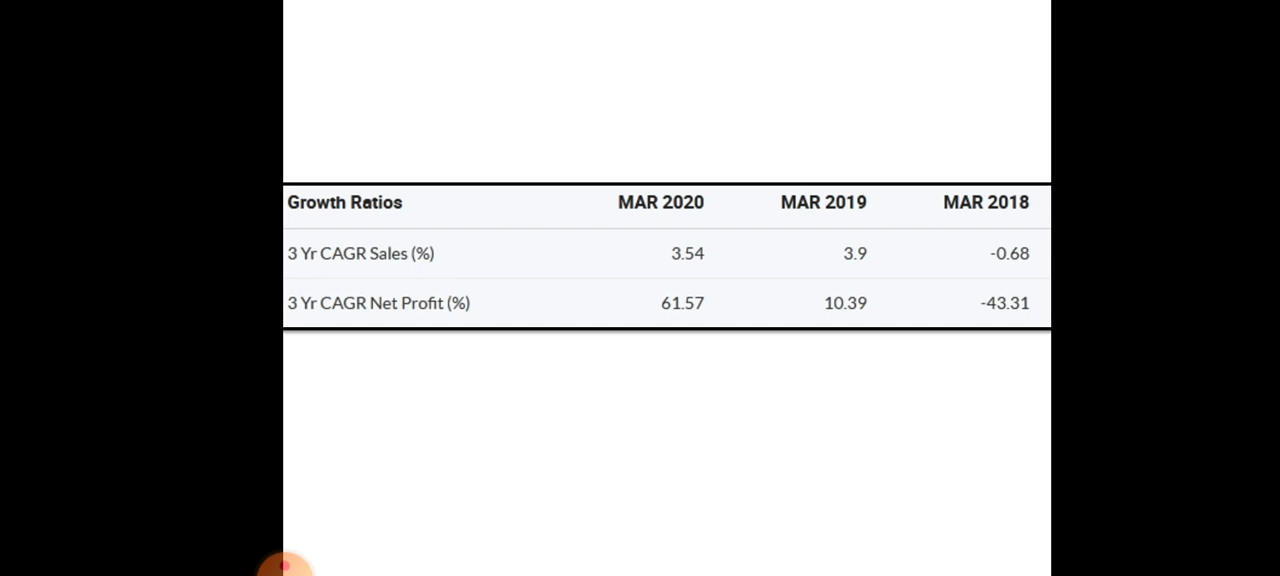 Growth Ratios MAR 2020 MAR 2019 MAR 2018
3 Yr CAGR Sales (%) 3.54 3.9 -0.68
3 Yr CAGR Net Profit (%) 61.57 10.39 -43.31